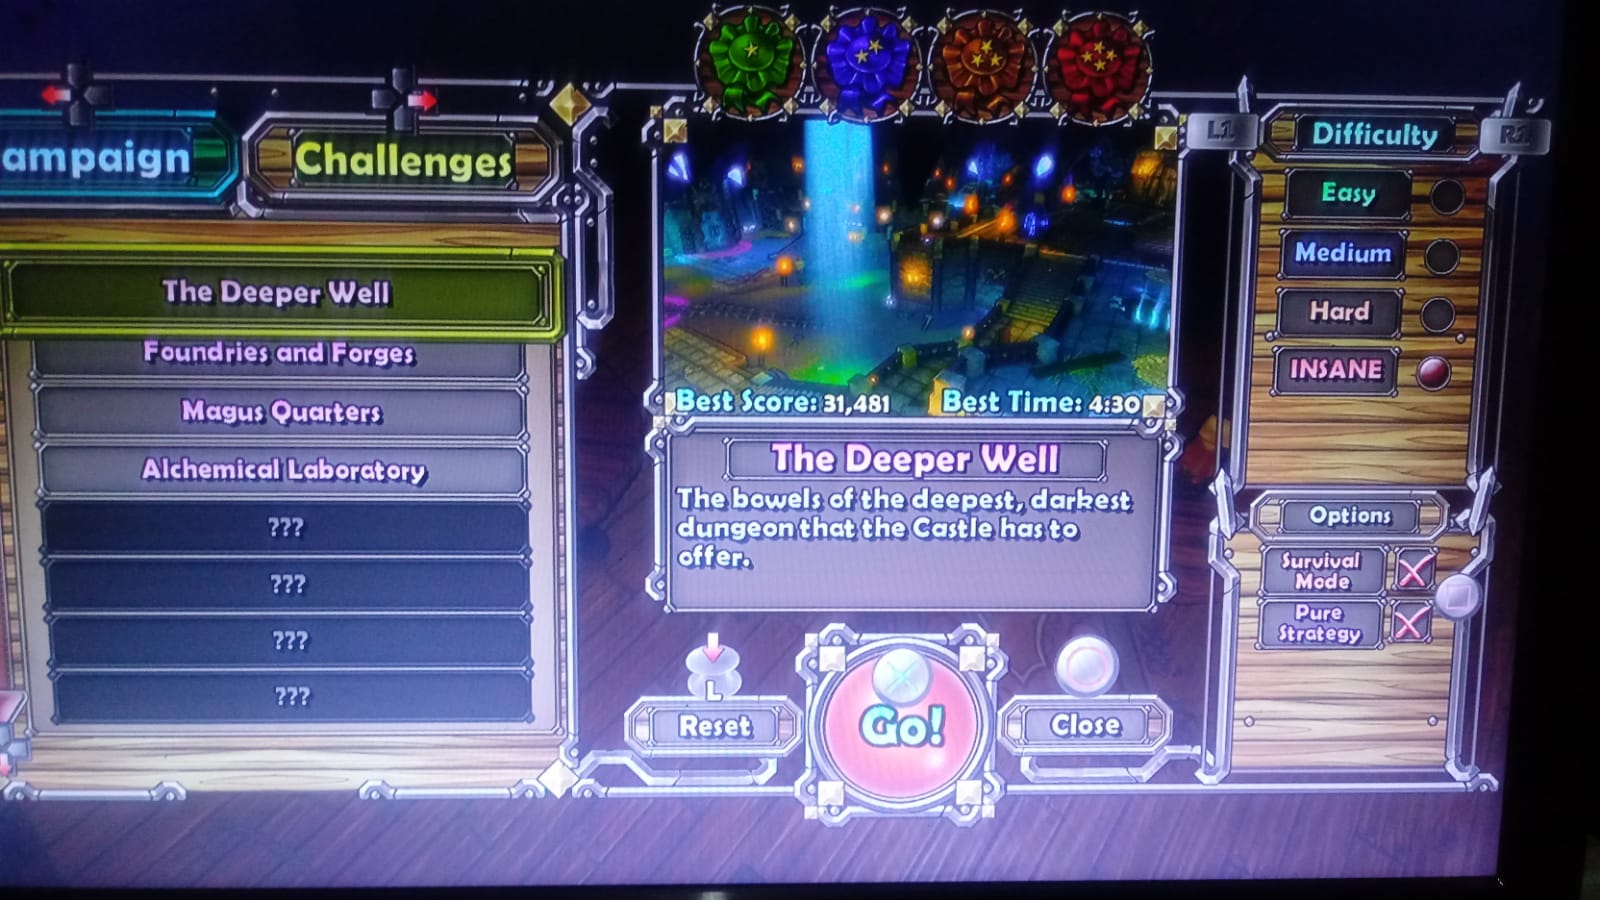 ampaign
Challenges
The Deeper Well
Foundries and Forges
Magus Quarters
Alchemical Laboratory
???
???
???
???
Best Score: 31,481
Best Time: 4:30
The Deeper Well
The bowels of the deepest, darkest
dungeon that the Castle has to
offer.
L
Reset
Go!
Close
L1
Difficulty
Easy
Medium
Hard
INSANE
Options
Survival
Mode
Pure
Strategy